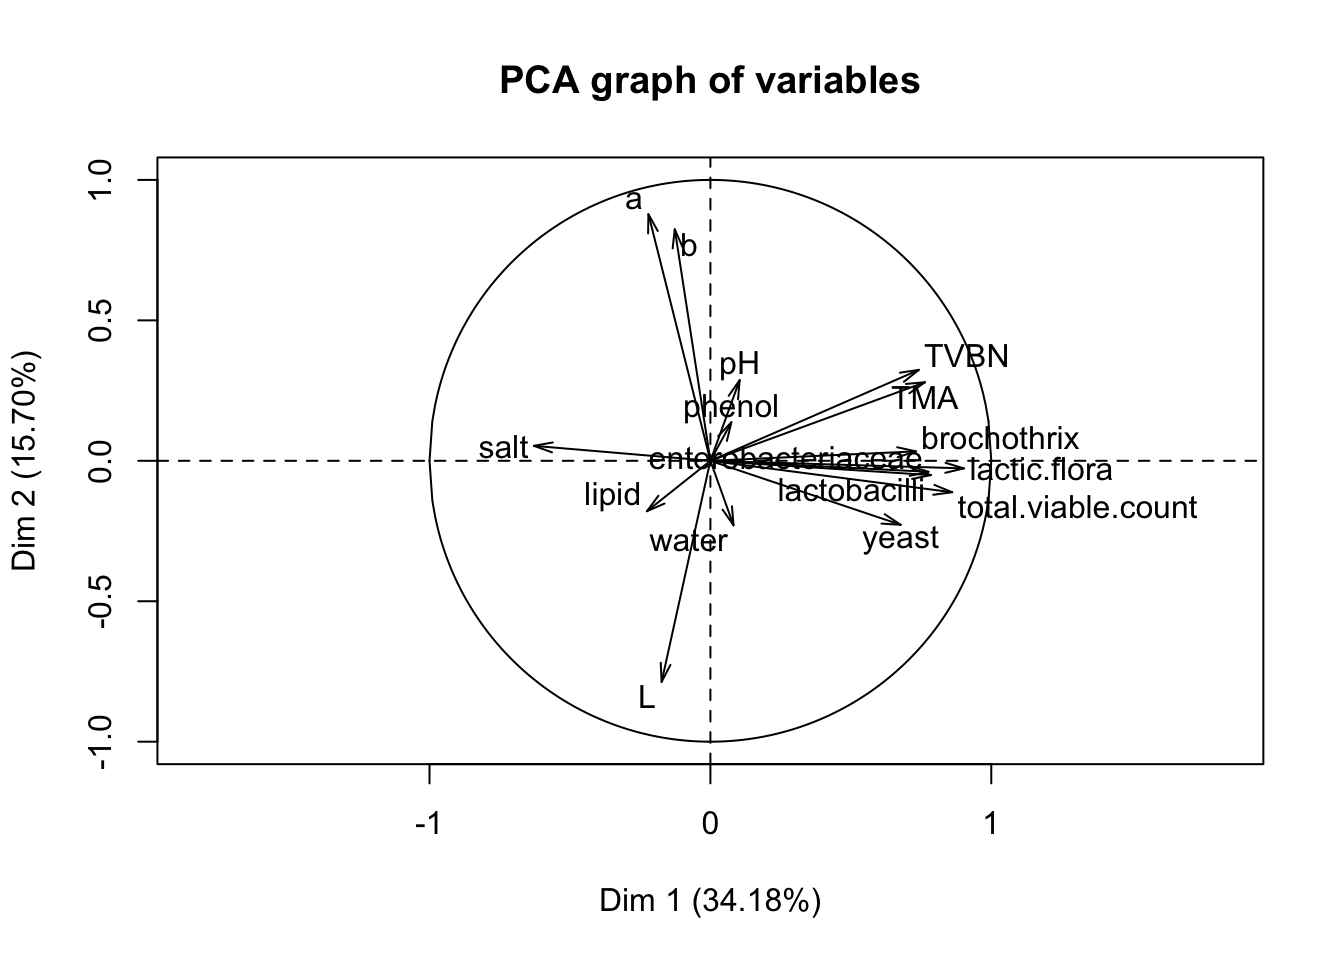 PCA graph of variables
1.0
0.5
0.0
-0.5
-1.0
Dim 2 (15.70%)
a
b
pH
TVBN
phenol
TMA
salt
enterobacteriaceae
brochothrix
lactic.flora
lipid
lactobacilli
total.viable.count
water
yeast
L
-1
0
1
Dim 1 (34.18%)